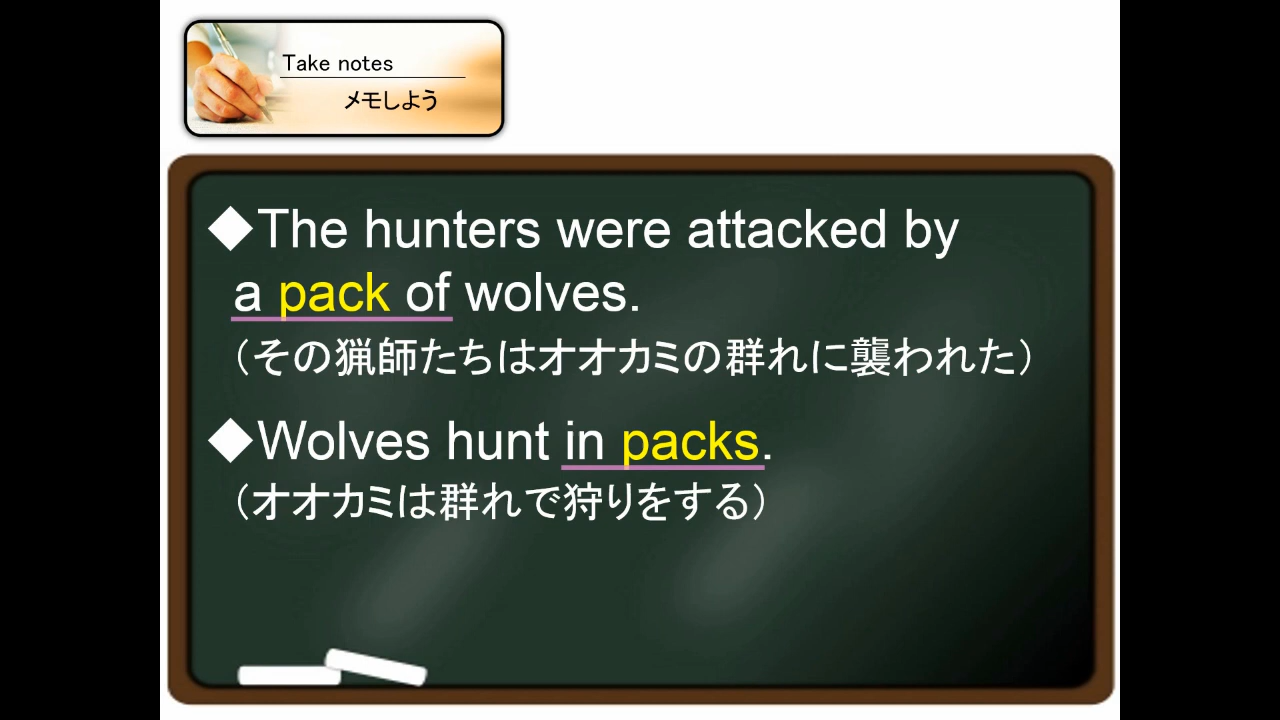 Take notes
メモしよう
◆The hunters were attacked by
a pack of wolves.
（その猟師たちはオオカミの群れに襲われた）
◆Wolves hunt in packs.
（オオカミは群れで狩りをする）